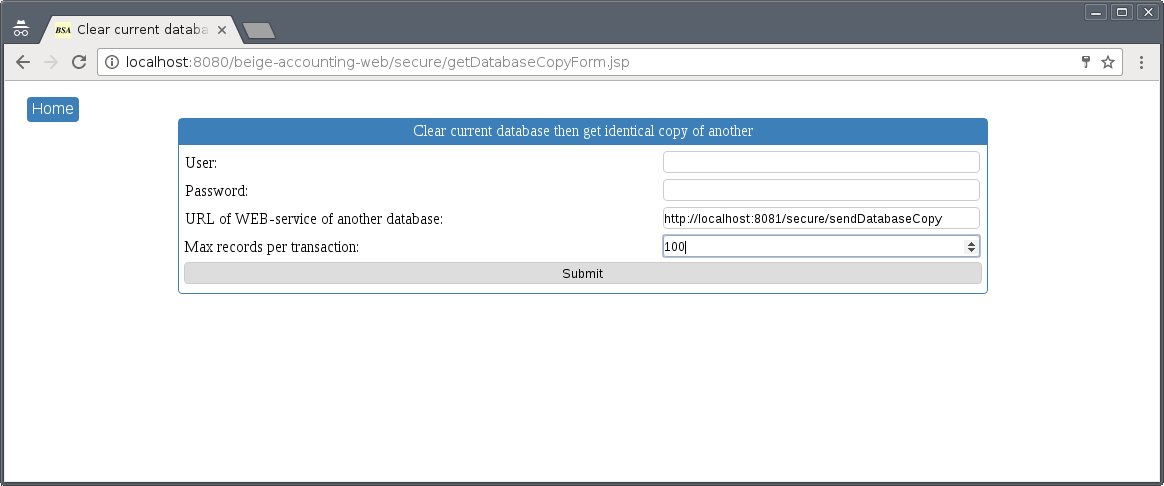 BSA Clear current databa
localhost:8080/beige-accounting-web/secure/getDatabaseCopyForm.jsp
Home
Clear current database then get identical copy of another
User:
Password:
URL of WEB-service of another database: http://localhost:8081/secure/sendDatabaseCopy
Max records per transaction: 100
Submit